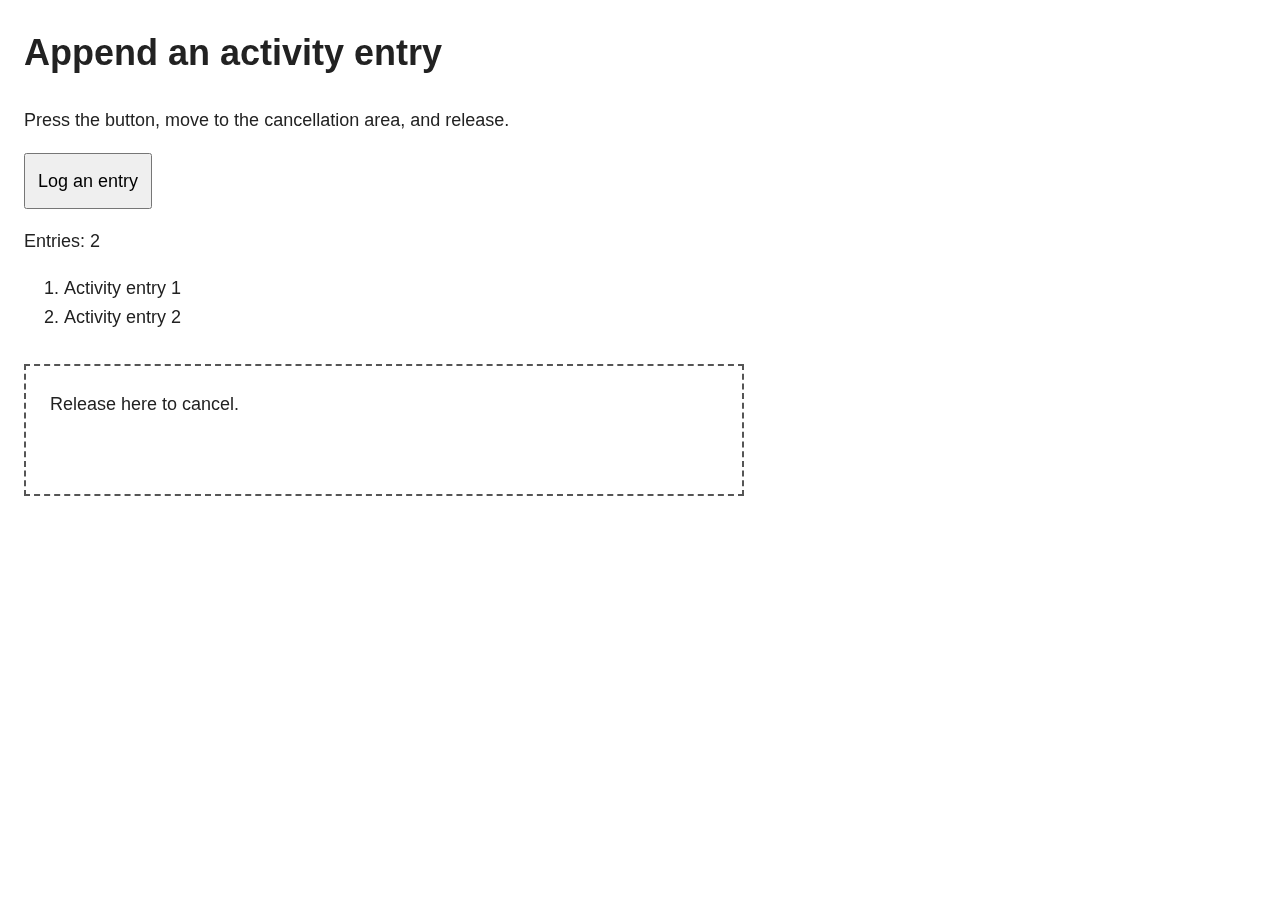 Append an activity entry
Press the button, move to the cancellation area, and release.
Log an entry
Entries: 2
1. Activity entry 1
2. Activity entry 2
Release here to cancel.